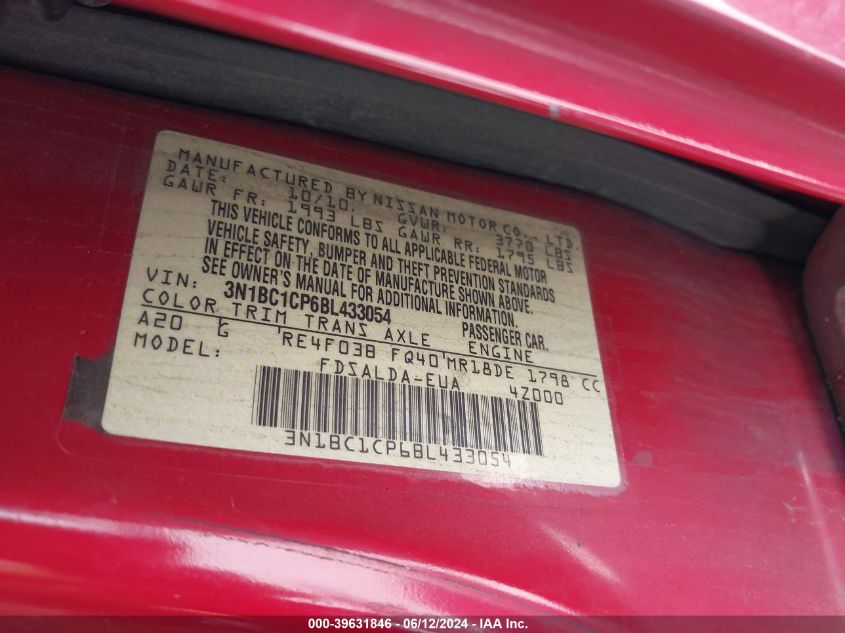 MANUFACTURED BY NISSAN MOTOR CO., LTD.
DATE: 10/10. GVWR: 3770 LBS
GAWR FR: 1993 LBS GAWR RR: 1795 LBS
THIS VEHICLE CONFORMS TO ALL APPLICABLE FEDERAL MOTOR
VEHICLE SAFETY, BUMPER AND THEFT PREVENTION STANDARDS
IN EFFECT ON THE DATE OF MANUFACTURE SHOWN ABOVE.
SEE OWNER'S MANUAL FOR ADDITIONAL INFORMATION.
VIN: 3N1BC1CP6BL433054 PASSENGER CAR.
COLOR TRIM TRANS AXLE ENGINE
A20 G 'RE4F03B FQ40'MR18DE 1798 CC
MODEL: FDSALDA-EUA 4Z000
3N1BC1CP6BL433054
000-39631846 - 06/12/2024 - IAA Inc.